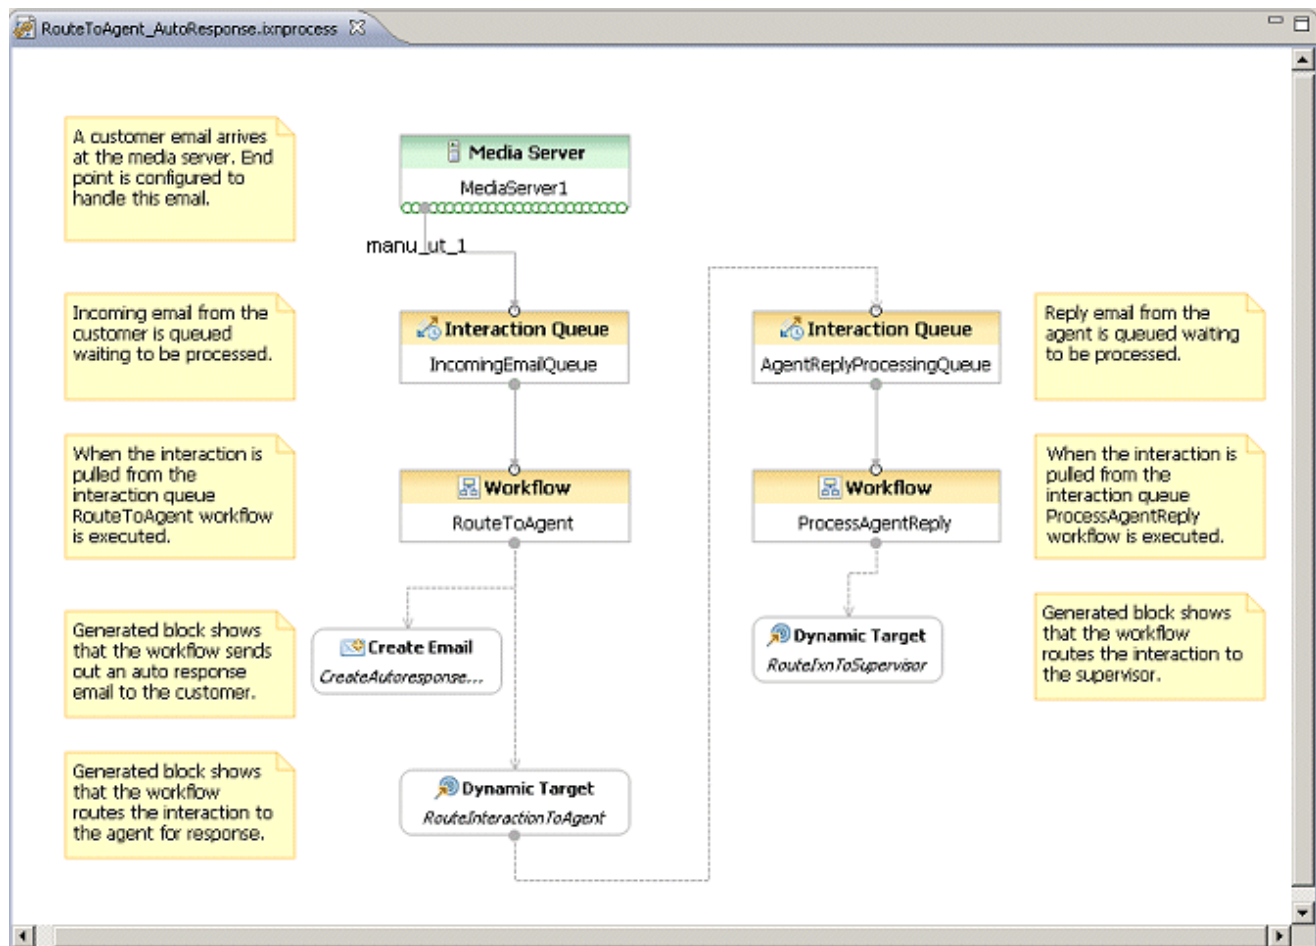 RouteToAgent_AutoResponse.ixnprocess
A customer email arrives
at the media server. End
point is configured to
handle this email.
Media Server
MediaServer1
manu_ut_1
Incoming email from the
customer is queued
waiting to be processed.
Interaction Queue
IncomingEmailQueue
Interaction Queue
AgentReplyProcessingQueue
Reply email from the
agent is queued waiting
to be processed.
When the interaction is
pulled from the
interaction queue
RouteToAgent workflow
is executed.
Workflow
RouteToAgent
Workflow
ProcessAgentReply
When the interaction is
pulled from the
interaction queue
ProcessAgentReply
workflow is executed.
Generated block shows
that the workflow sends
out an auto response
email to the customer.
Create Email
CreateAutoresponse...
Dynamic Target
RouteIxnToSupervisor
Generated block shows
that the workflow
routes the interaction to
the supervisor.
Generated block shows
that the workflow
routes the interaction to
the agent for response.
Dynamic Target
RouteInteractionToAgent